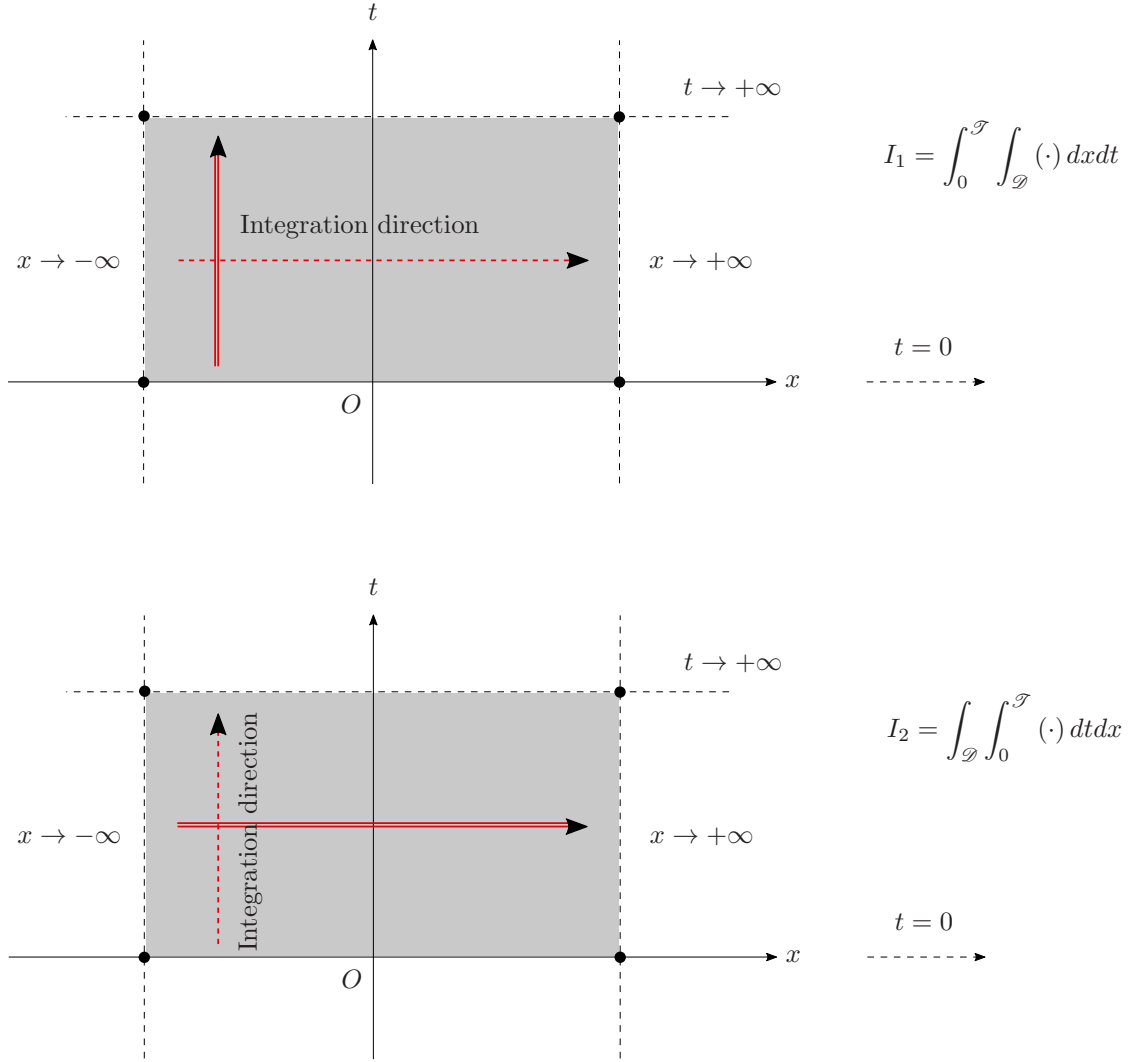 t
t → +∞
I₁ = ∫₀^𝒯 ∫_𝒟 (·) dxdt
Integration direction
x → −∞
x → +∞
t = 0
x
O
t
t → +∞
I₂ = ∫_𝒟 ∫₀^𝒯 (·) dtdx
Integration direction
x → −∞
x → +∞
t = 0
x
O